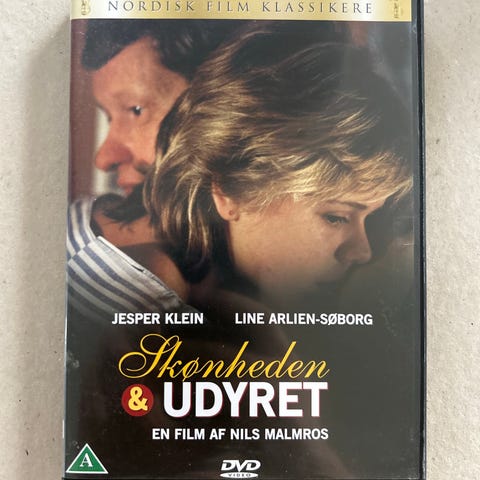 NORDISK FILM KLASSIKERE
JESPER KLEIN LINE ARLIEN-SØBORG
Skønheden
& UDYRET
EN FILM AF NILS MALMROS
A
DVD
VIDEO